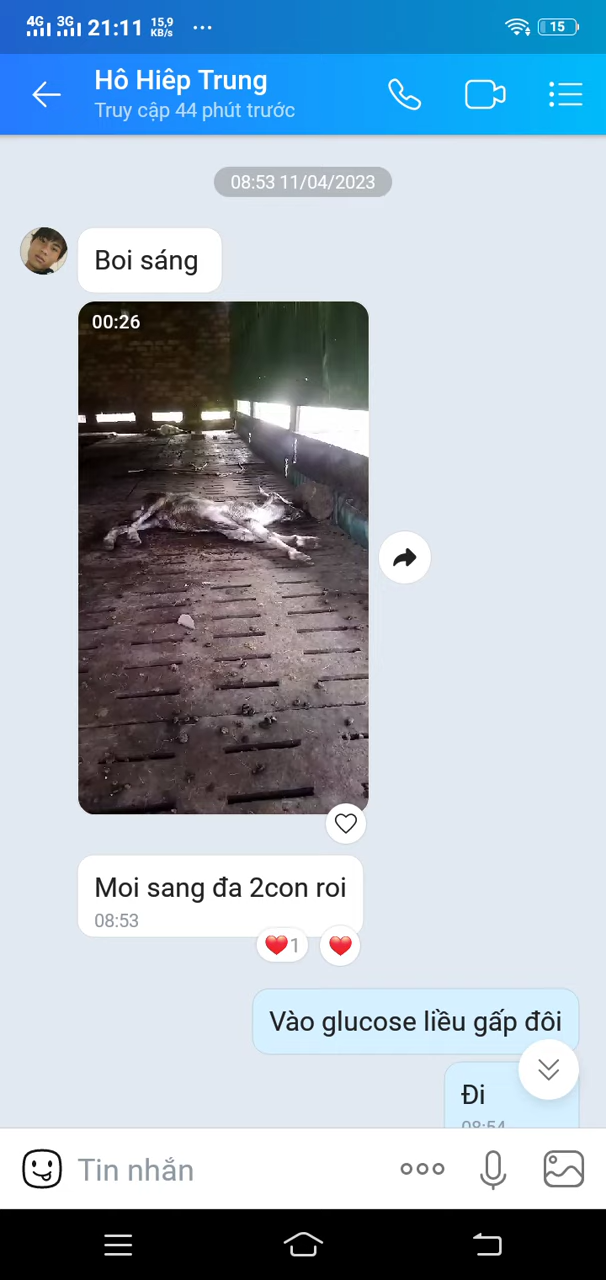 4G 3G 21:11 15,9 KB/s ... 15
Hô Hiêp Trung
Truy cập 44 phút trước
08:53 11/04/2023
Boi sáng
00:26
Moi sang đa 2con roi
08:53
1
Vào glucose liều gấp đôi
Đi
08:54
Tin nhắn